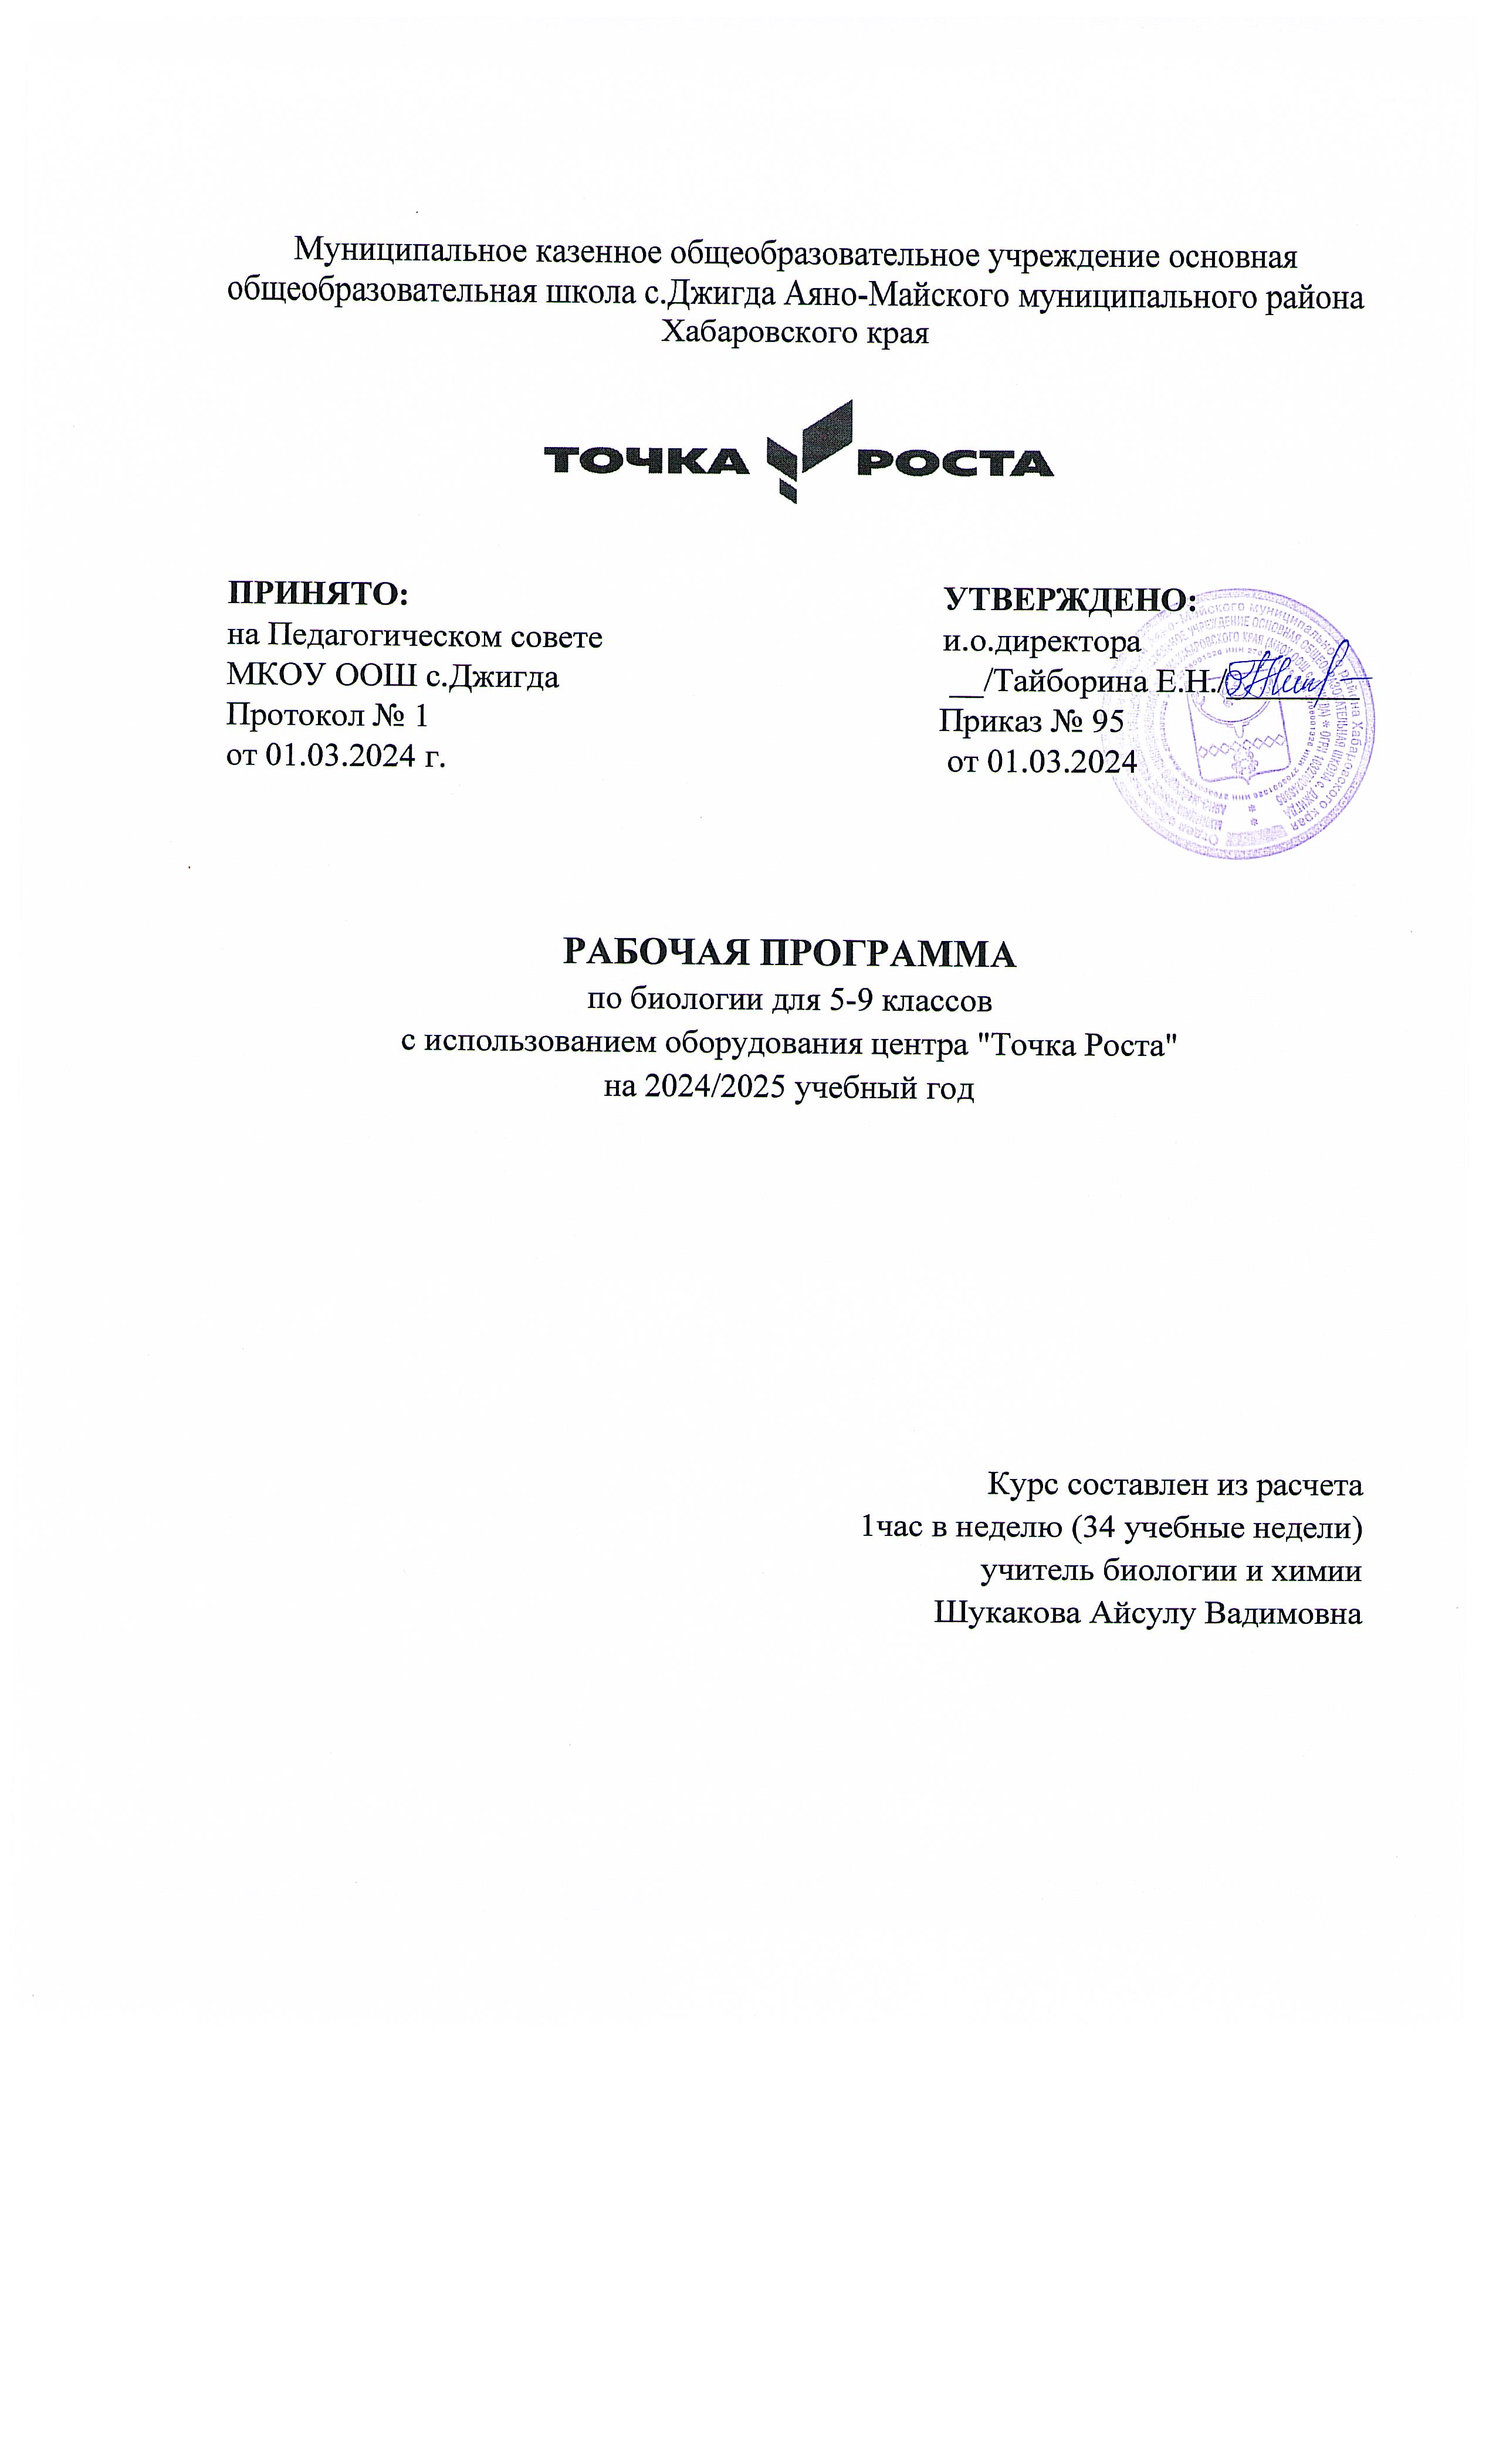 Муниципальное казенное общеобразовательное учреждение основная
общеобразовательная школа с.Джигда Аяно-Майского муниципального района
Хабаровского края
ТОЧКА РОСТА
ПРИНЯТО:
на Педагогическом совете
МКОУ ООШ с.Джигда
Протокол № 1
от 01.03.2024 г.
УТВЕРЖДЕНО:
и.о.директора
__/Тайборина Е.Н./________
Приказ № 95
от 01.03.2024
РАБОЧАЯ ПРОГРАММА
по биологии для 5-9 классов
с использованием оборудования центра "Точка Роста"
на 2024/2025 учебный год
Курс составлен из расчета
1час в неделю (34 учебные недели)
учитель биологии и химии
Шукакова Айсулу Вадимовна